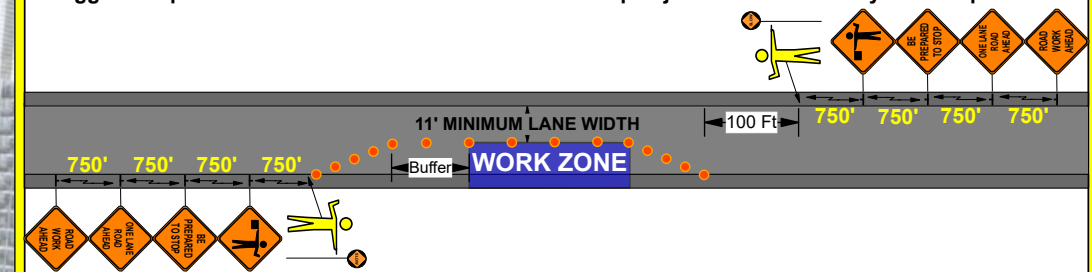 ROAD
WORK
AHEAD
ONE LANE
ROAD
AHEAD
BE
PREPARED
TO STOP
11' MINIMUM LANE WIDTH
100 Ft
750'
750'
750'
750'
750'
750'
750'
750'
Buffer
WORK ZONE
ROAD
WORK
AHEAD
ONE LANE
ROAD
AHEAD
BE
PREPARED
TO STOP